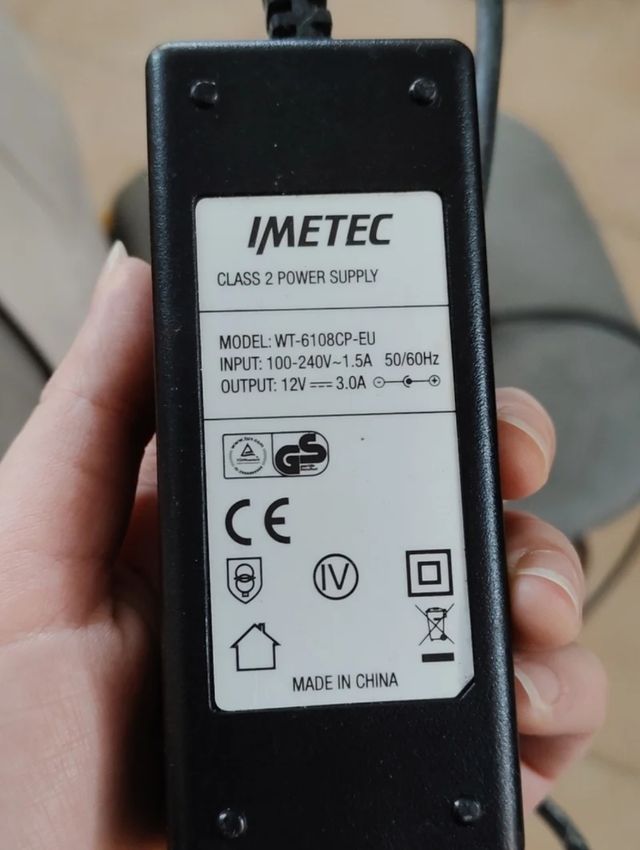 IMETEC
CLASS 2 POWER SUPPLY
MODEL: WT-6108CP-EU
INPUT: 100-240V~1.5A 50/60Hz
OUTPUT: 12V⎓3.0A
GS
CE
IV
MADE IN CHINA